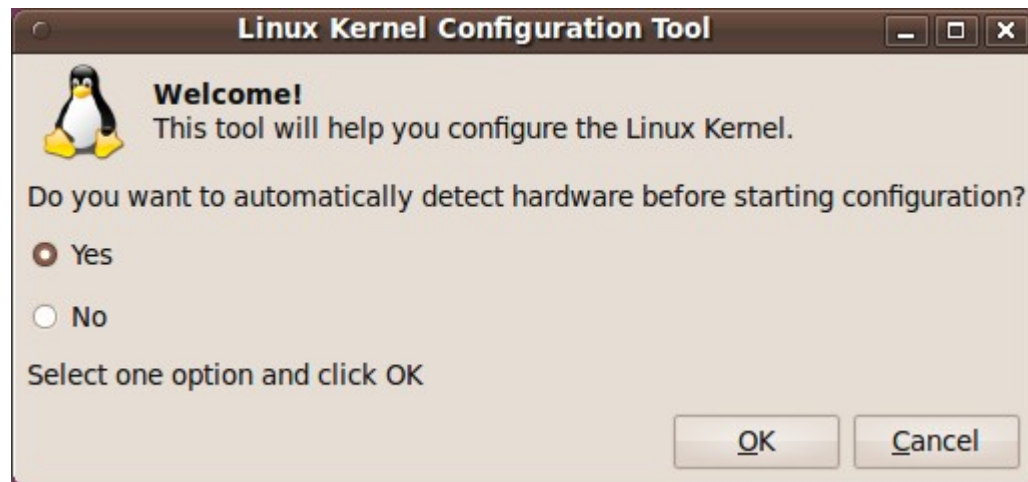 Linux Kernel Configuration Tool
Welcome!
This tool will help you configure the Linux Kernel.
Do you want to automatically detect hardware before starting configuration?
Yes
No
Select one option and click OK
OK
Cancel